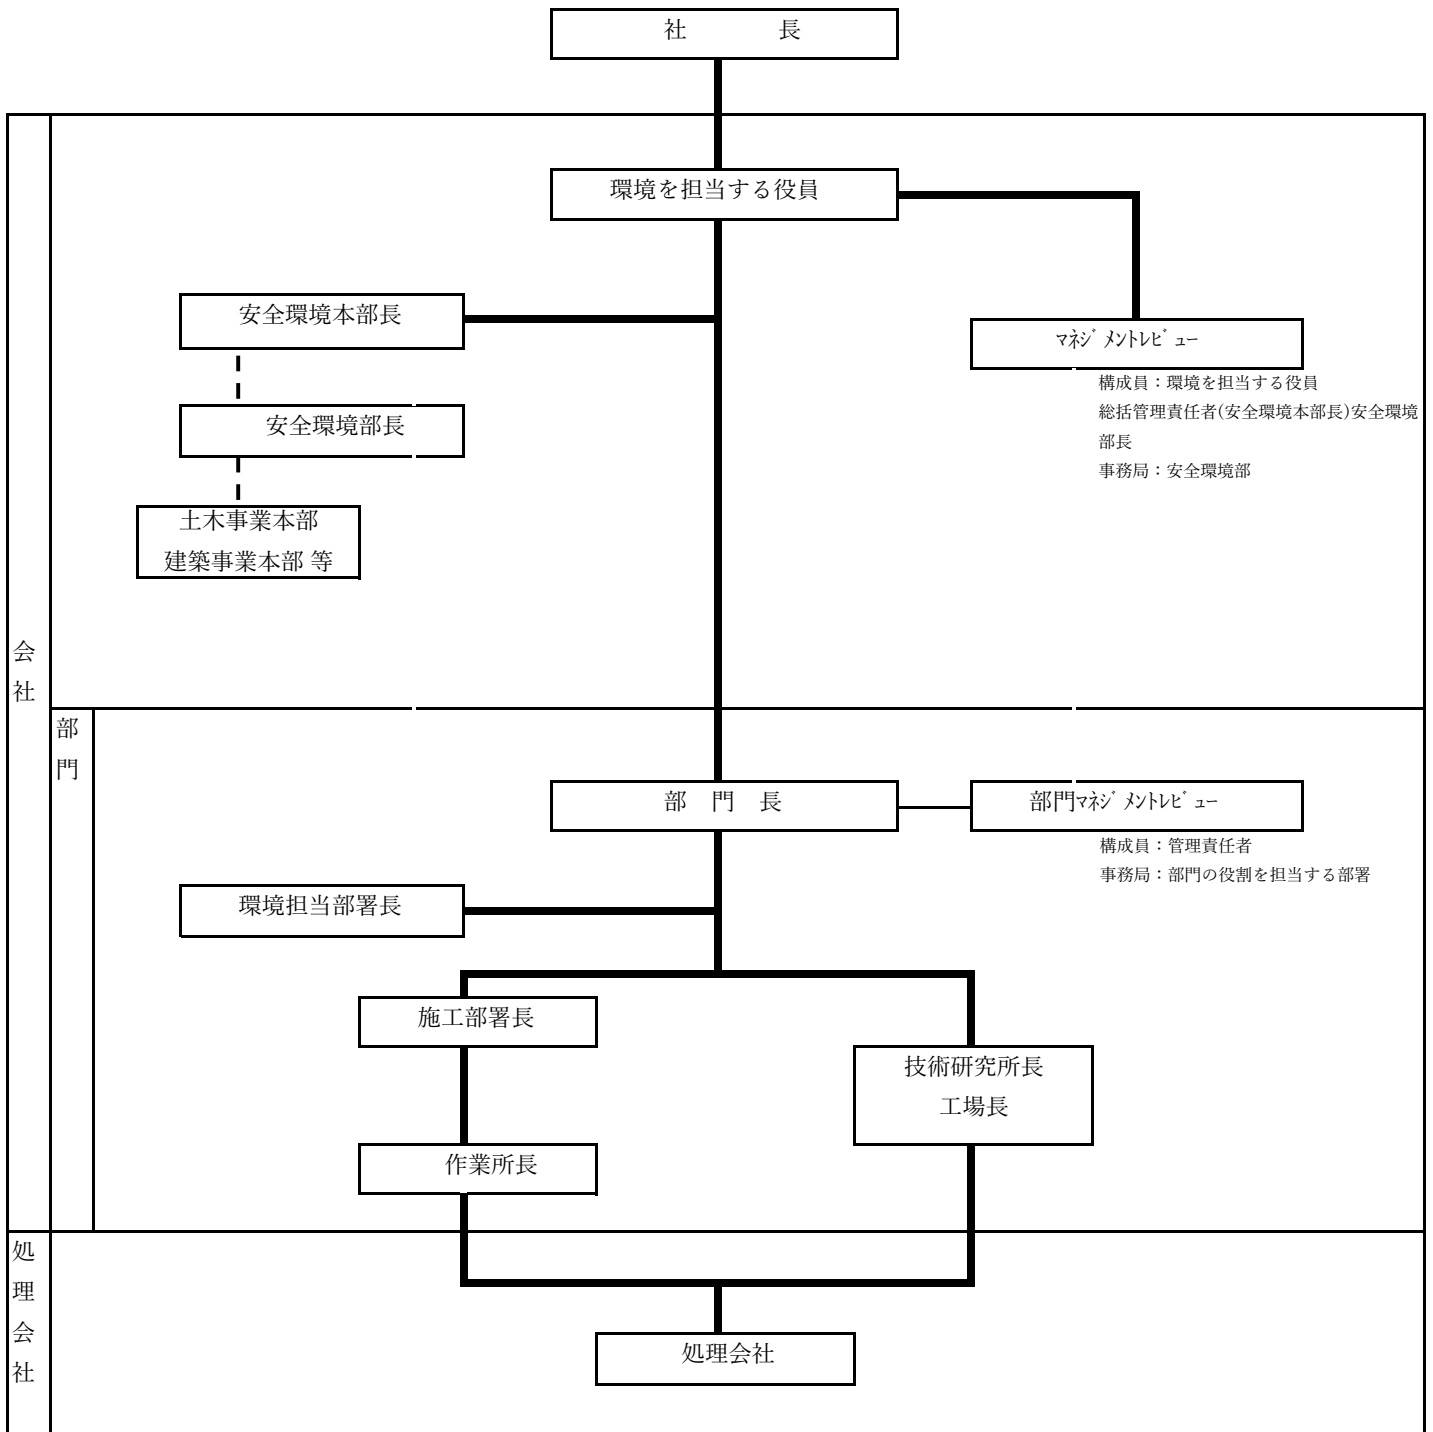 社　　　　長
環境を担当する役員
安全環境本部長
ﾏﾈｼﾞﾒﾝﾄﾚﾋﾞｭｰ
構成員：環境を担当する役員
総括管理責任者(安全環境本部長)安全環境
部長
事務局：安全環境部
安全環境部長
土木事業本部
建築事業本部 等
会
社
部
門
部　門　長
部門ﾏﾈｼﾞﾒﾝﾄﾚﾋﾞｭｰ
構成員：管理責任者
事務局：部門の役割を担当する部署
環境担当部署長
施工部署長
技術研究所長
工場長
作業所長
処
理
会
社
処理会社